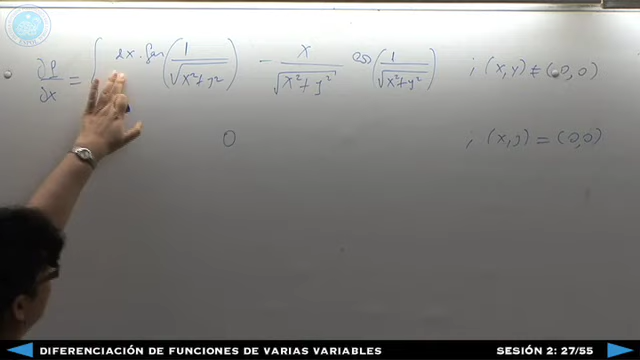 ∂f/∂x = { 2x · sen(1/√(x²+y²)) − x/√(x²+y²) cos(1/√(x²+y²)) ; (x,y) ≠ (0,0)
0 ; (x,y) = (0,0)
DIFERENCIACIÓN DE FUNCIONES DE VARIAS VARIABLES
SESIÓN 2: 27/55